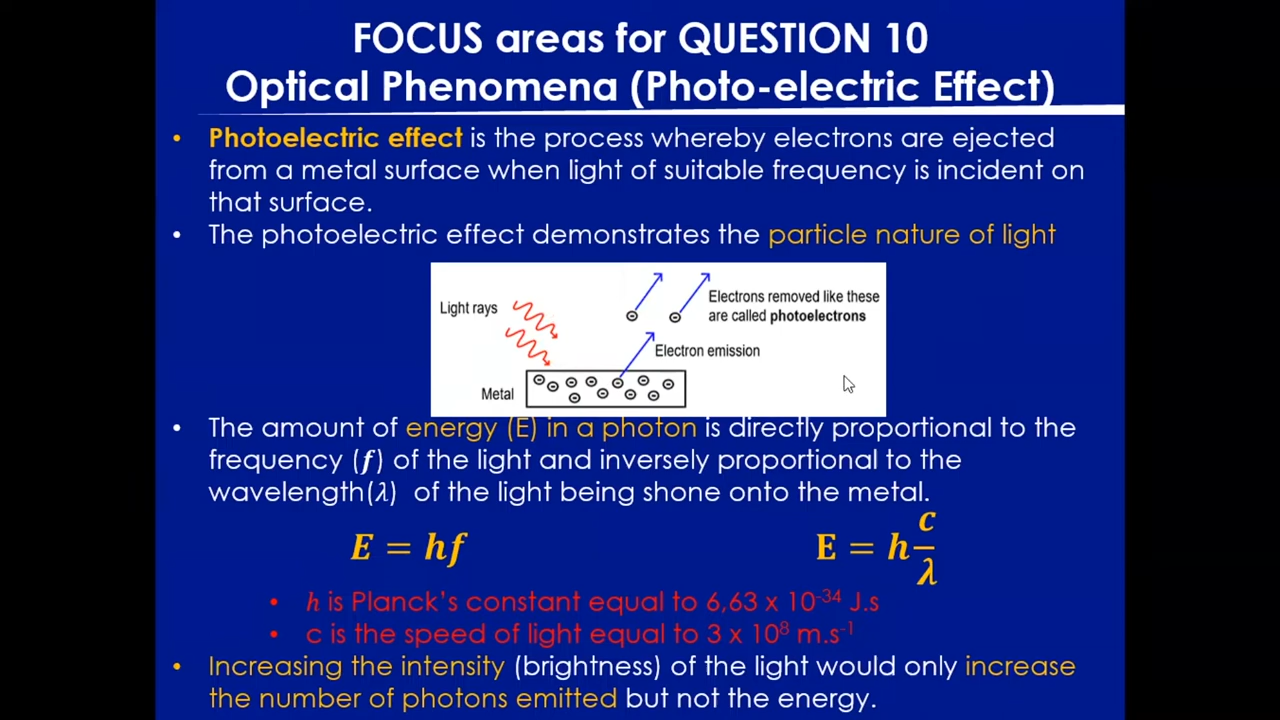 FOCUS areas for QUESTION 10
Optical Phenomena (Photo-electric Effect)
• Photoelectric effect is the process whereby electrons are ejected
from a metal surface when light of suitable frequency is incident on
that surface.
• The photoelectric effect demonstrates the particle nature of light
Light rays
Electrons removed like these
are called photoelectrons
Electron emission
Metal
• The amount of energy (E) in a photon is directly proportional to the
frequency (f) of the light and inversely proportional to the
wavelength(λ) of the light being shone onto the metal.
E = hf
E = h c/λ
• h is Planck's constant equal to 6,63 x 10⁻³⁴ J.s
• c is the speed of light equal to 3 x 10⁸ m.s⁻¹
• Increasing the intensity (brightness) of the light would only increase
the number of photons emitted but not the energy.